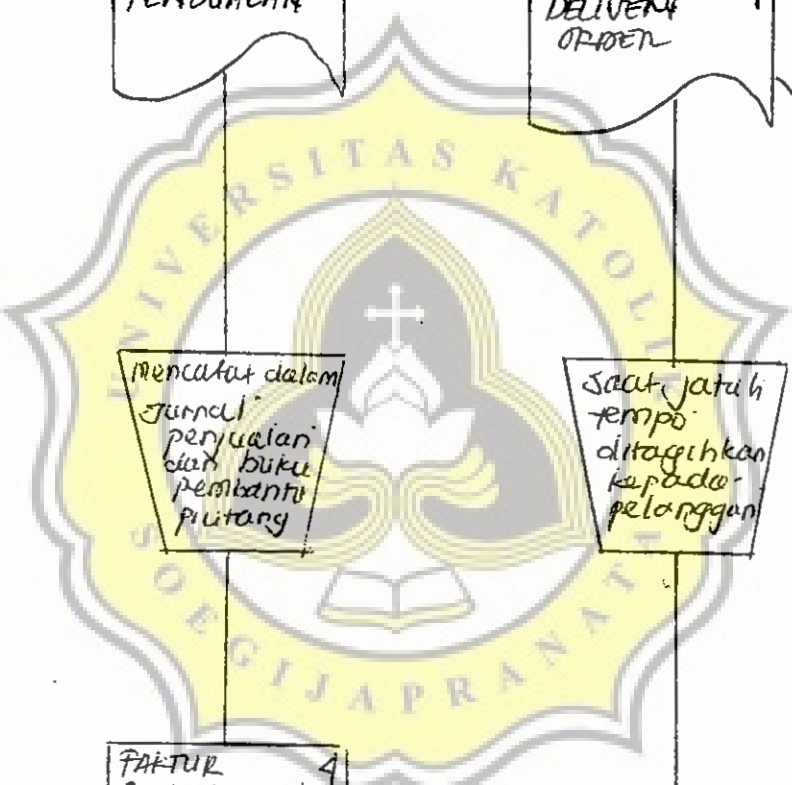 PENJUALAN
DELIVERY
ORDER
UNIVERSITAS KATOLIK
SOEGIJAPRANATA
Mencatat dalam
jurnal
penjualan
dan buku
pembantu
piutang
Saat jatuh
tempo
ditagihkan
kepada
pelanggan
FAKTUR 4